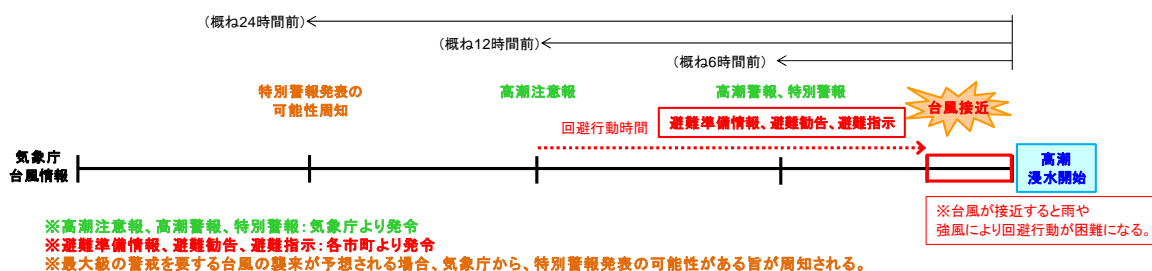 (概ね24時間前)
(概ね12時間前)
(概ね6時間前)
特別警報発表の
可能性周知
高潮注意報
高潮警報、特別警報
台風接近
回避行動時間
避難準備情報、避難勧告、避難指示
気象庁
台風情報
高潮
浸水開始
※台風が接近すると雨や
強風により回避行動が困難になる。
※高潮注意報、高潮警報、特別警報:気象庁より発令
※避難準備情報、避難勧告、避難指示:各市町より発令
※最大級の警戒を要する台風の襲来が予想される場合、気象庁から、特別警報発表の可能性がある旨が周知される。